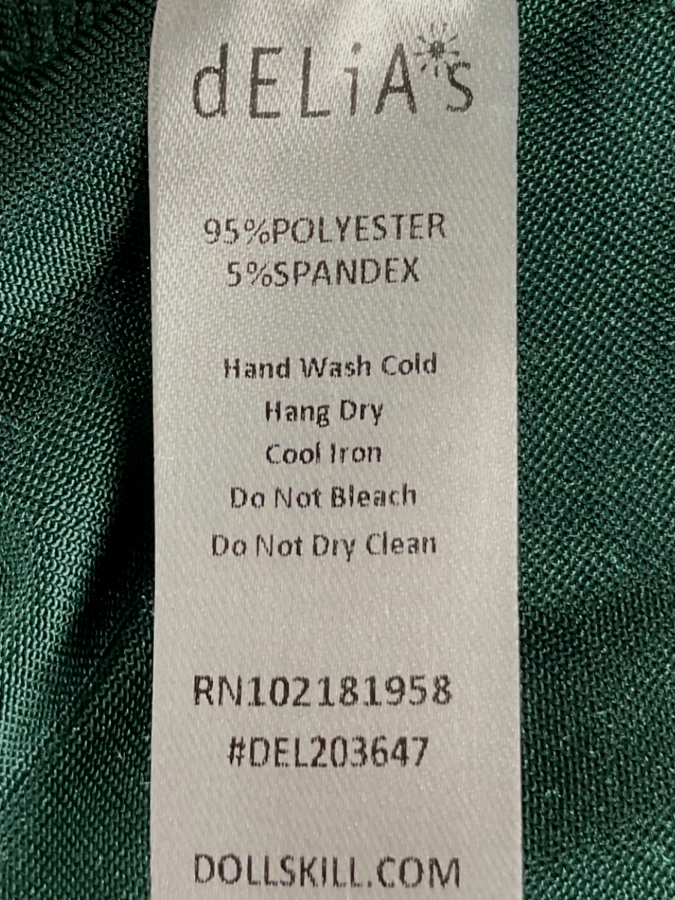 dELiA*s
95%POLYESTER
5%SPANDEX
Hand Wash Cold
Hang Dry
Cool Iron
Do Not Bleach
Do Not Dry Clean
RN102181958
#DEL203647
DOLLSKILL.COM